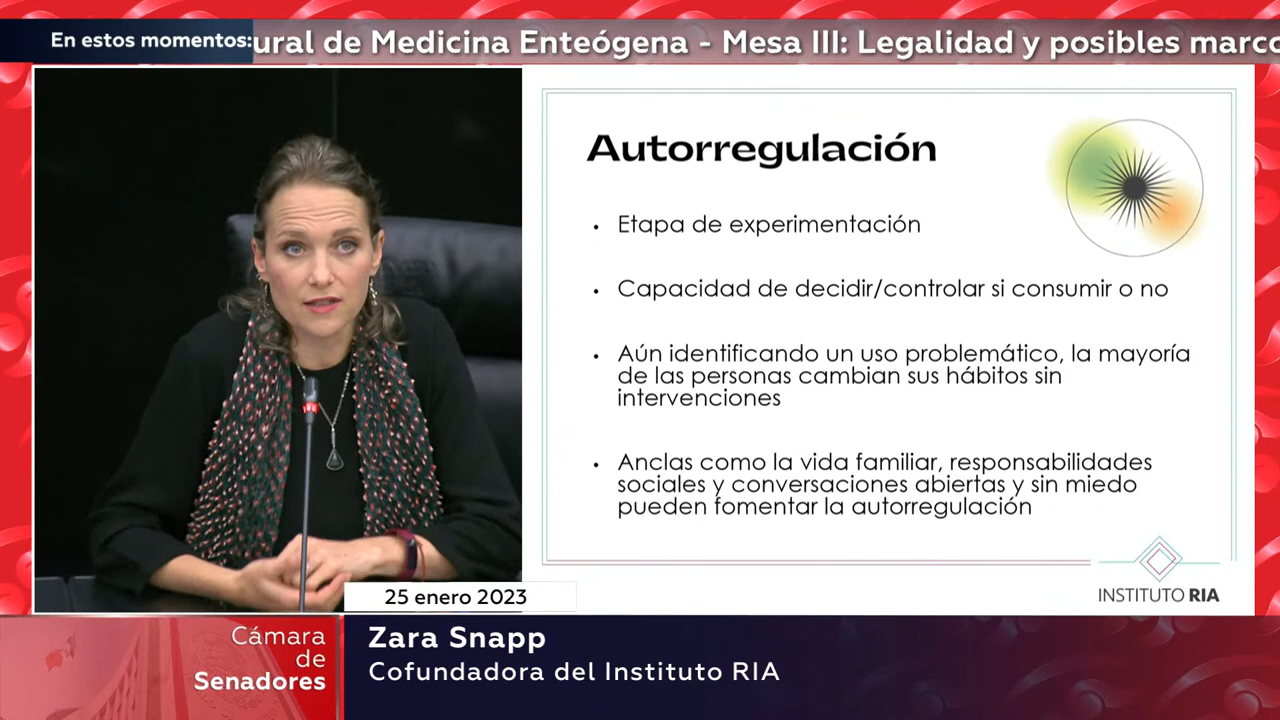 En estos momentos:
ural de Medicina Enteógena - Mesa III: Legalidad y posibles marco
Autorregulación
• Etapa de experimentación
• Capacidad de decidir/controlar si consumir o no
• Aún identificando un uso problemático, la mayoría
de las personas cambian sus hábitos sin
intervenciones
• Anclas como la vida familiar, responsabilidades
sociales y conversaciones abiertas y sin miedo
pueden fomentar la autorregulación
INSTITUTO RIA
25 enero 2023
Cámara
de
Senadores
Zara Snapp
Cofundadora del Instituto RIA